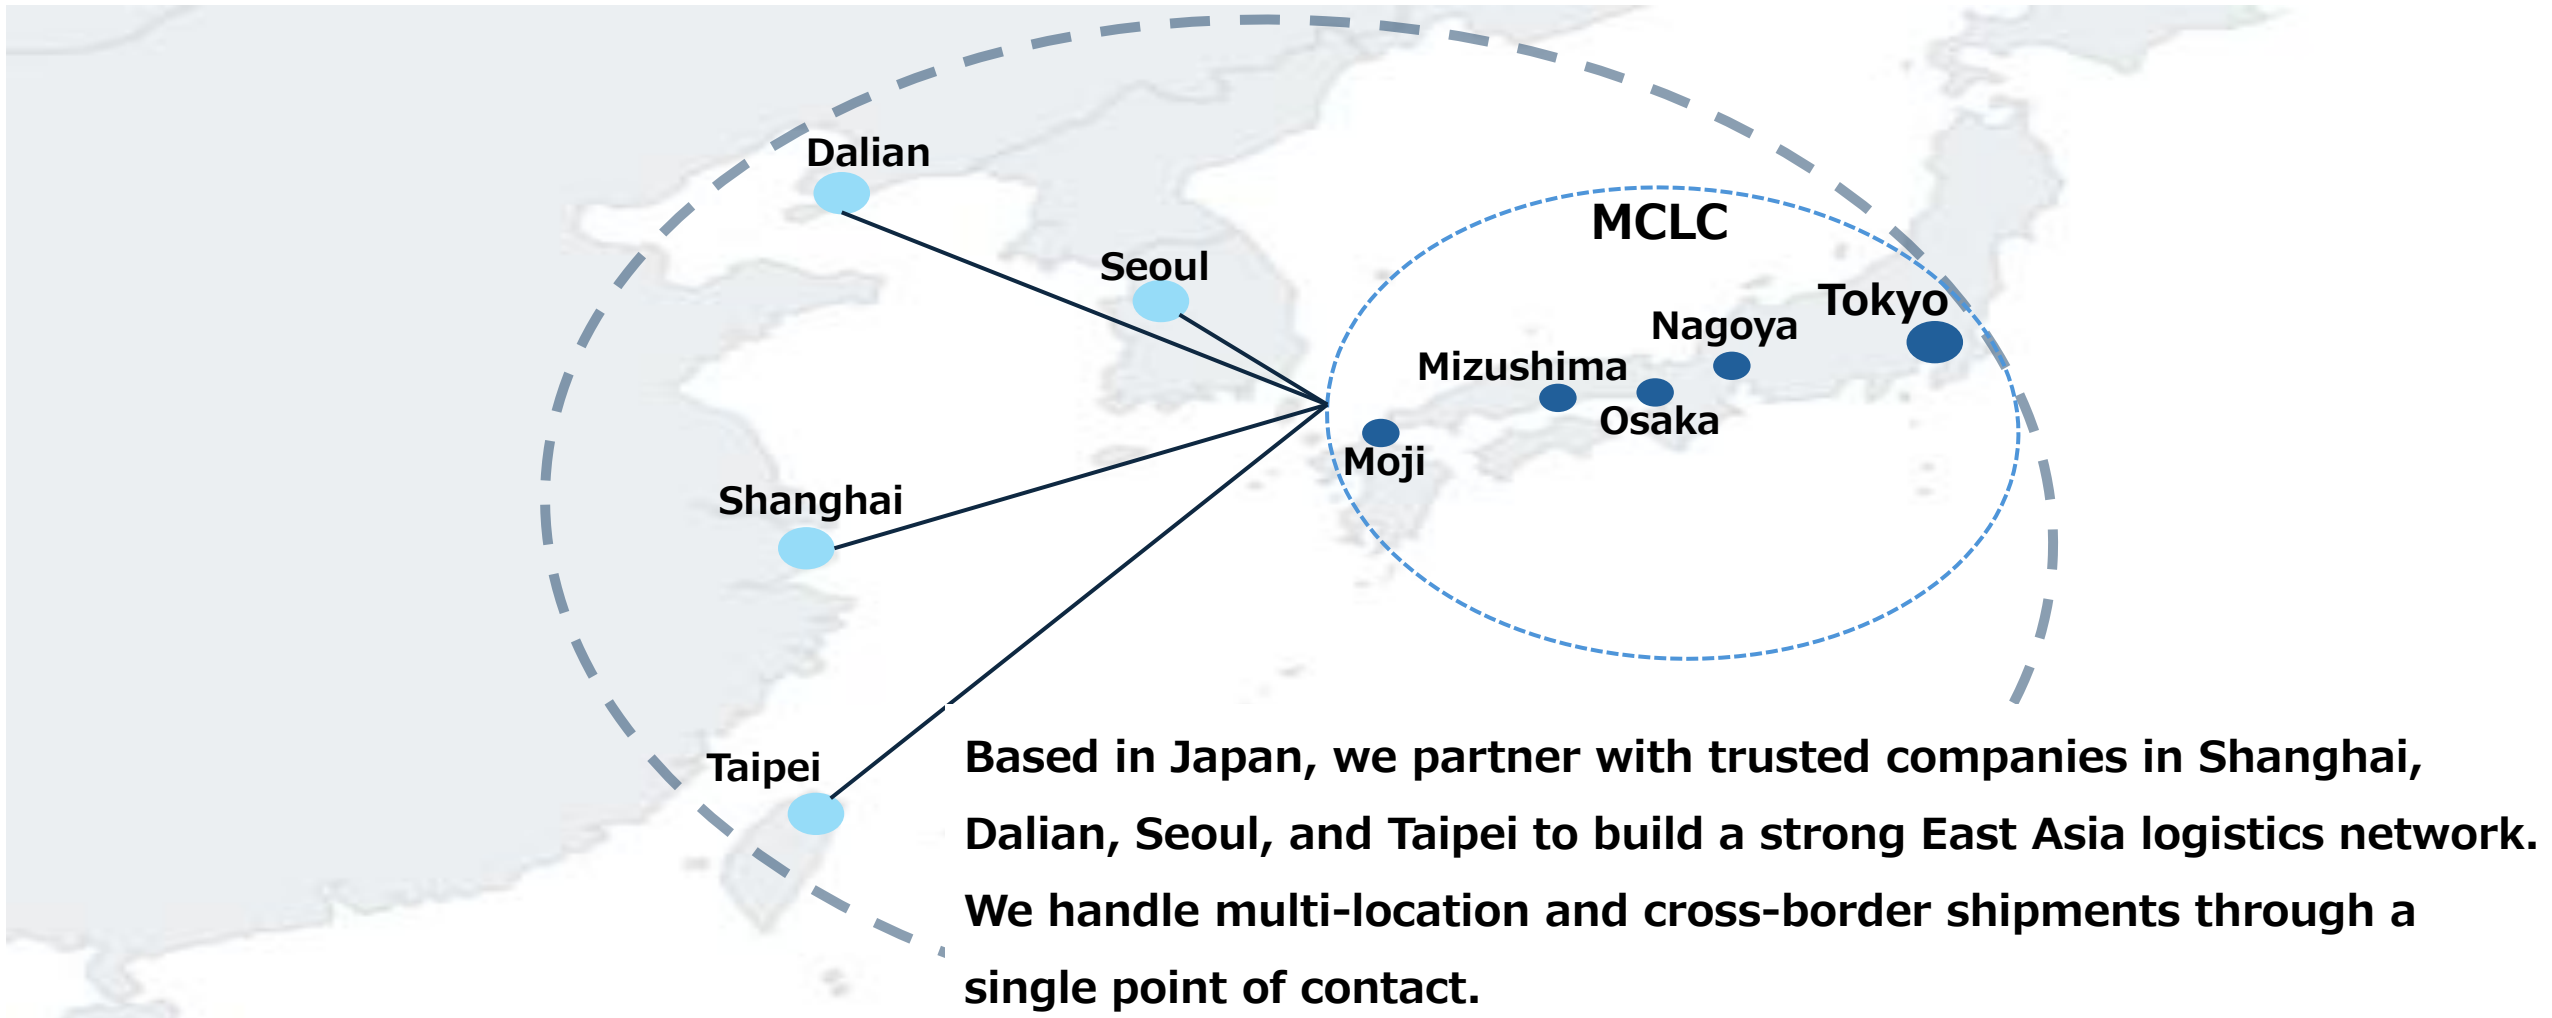 Dalian
MCLC
Seoul
Tokyo
Nagoya
Mizushima
Osaka
Moji
Shanghai
Taipei
Based in Japan, we partner with trusted companies in Shanghai,
Dalian, Seoul, and Taipei to build a strong East Asia logistics network.
We handle multi-location and cross-border shipments through a
single point of contact.